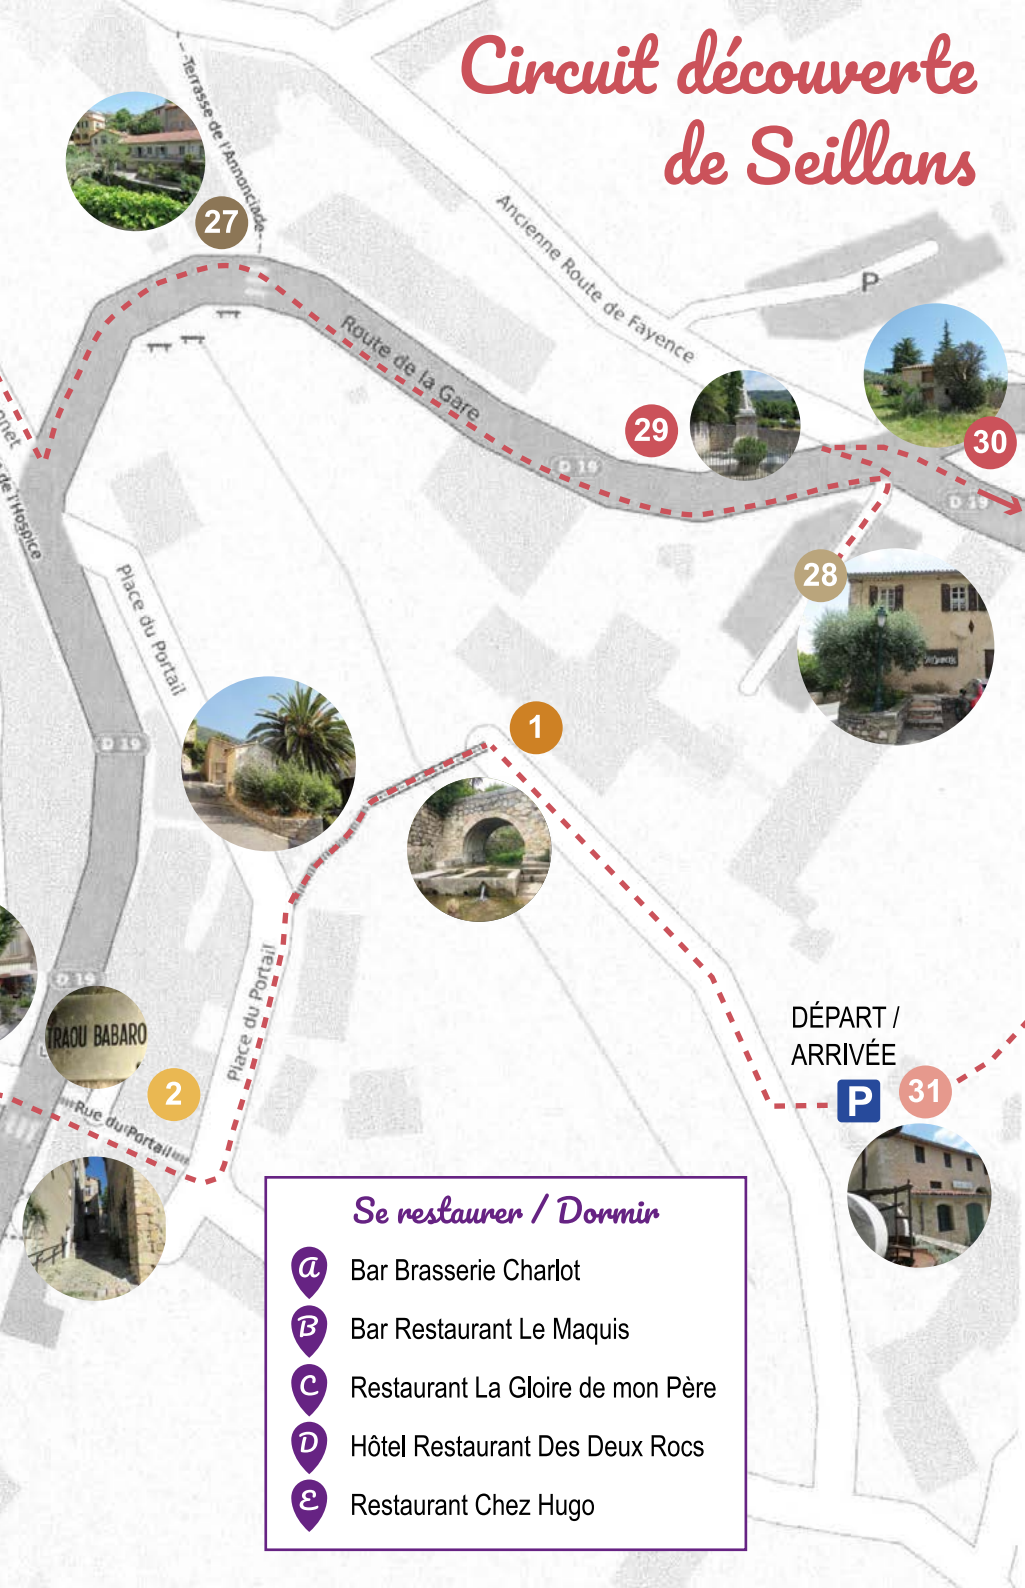 Circuit découverte
de Seillans
Terrasse de l'Annonciade
27
Ancienne Route de Fayence
P
Route de la Gare
29
30
D 19
D 19
28
de l'Hospice
Place du Portail
1
D 19
Place du Portail
D 19
TRAOU BABARO
2
Rue du Portail
DÉPART /
ARRIVÉE
P
31
Se restaurer / Dormir
A Bar Brasserie Charlot
B Bar Restaurant Le Maquis
C Restaurant La Gloire de mon Père
D Hôtel Restaurant Des Deux Rocs
E Restaurant Chez Hugo